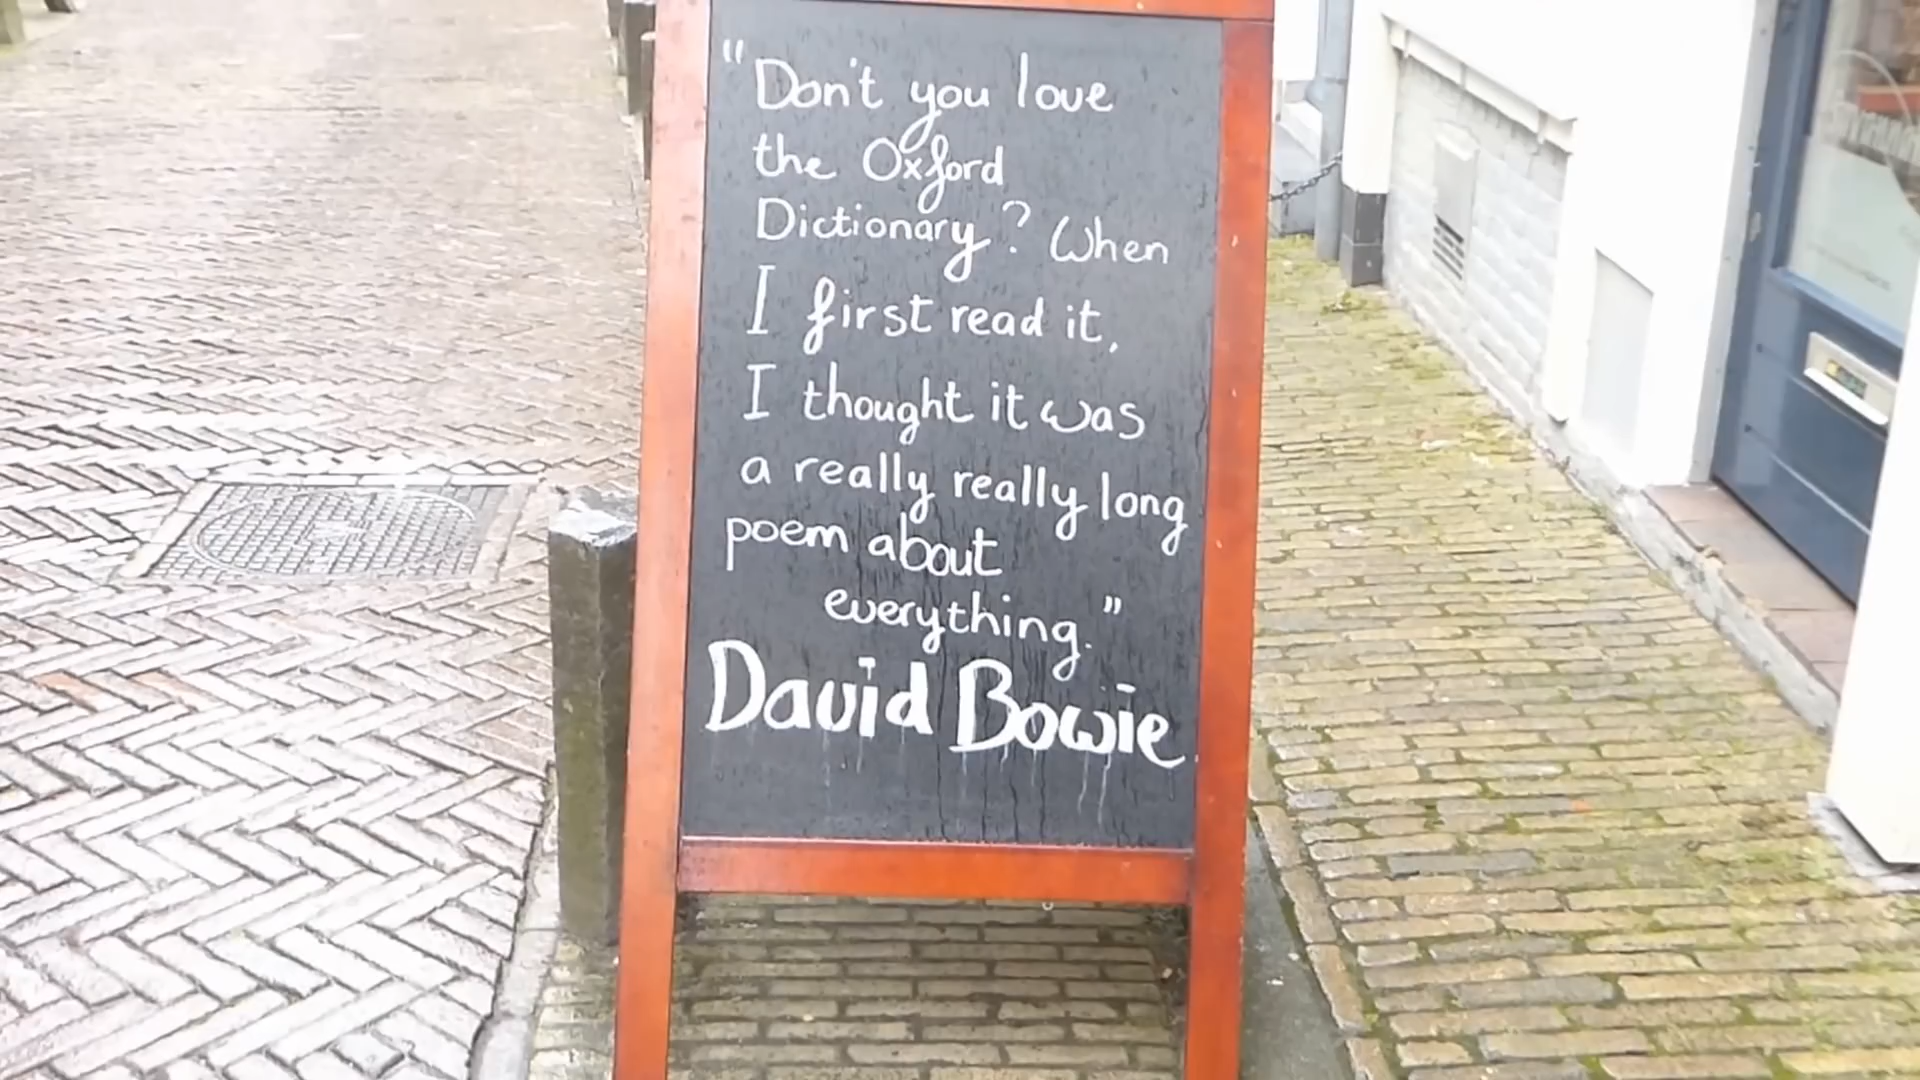 "Don't you love
the Oxford
Dictionary? When
I first read it,
I thought it was
a really really long
poem about
everything."
David Bowie